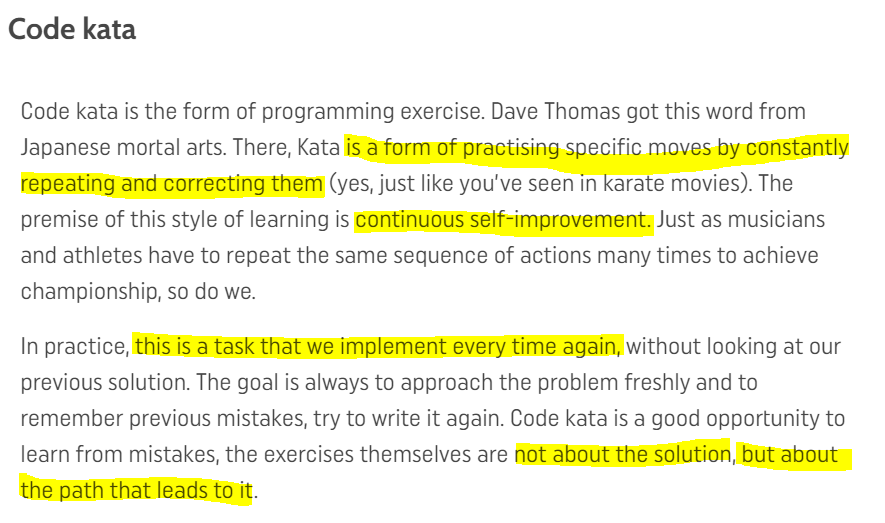 Code kata
Code kata is the form of programming exercise. Dave Thomas got this word from
Japanese mortal arts. There, Kata is a form of practising specific moves by constantly
repeating and correcting them (yes, just like you've seen in karate movies). The
premise of this style of learning is continuous self-improvement. Just as musicians
and athletes have to repeat the same sequence of actions many times to achieve
championship, so do we.
In practice, this is a task that we implement every time again, without looking at our
previous solution. The goal is always to approach the problem freshly and to
remember previous mistakes, try to write it again. Code kata is a good opportunity to
learn from mistakes, the exercises themselves are not about the solution, but about
the path that leads to it.